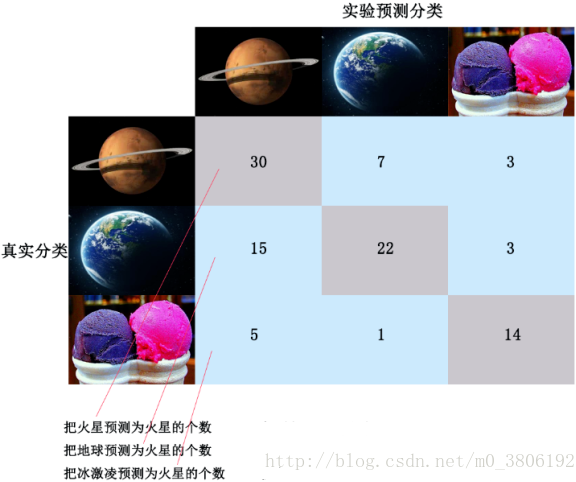 实验预测分类
30 7 3
真实分类 15 22 3
5 1 14
把火星预测为火星的个数
把地球预测为火星的个数
把冰激凌预测为火星的个数
http://blog.csdn.net/m0_3806192